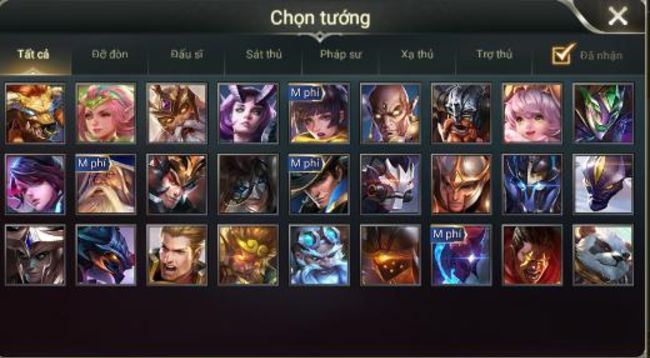 Chọn tướng
Tất cả Đỡ đòn Đấu sĩ Sát thủ Pháp sư Xạ thủ Trợ thủ Đã nhận
M phí
M phí M phí
M phí